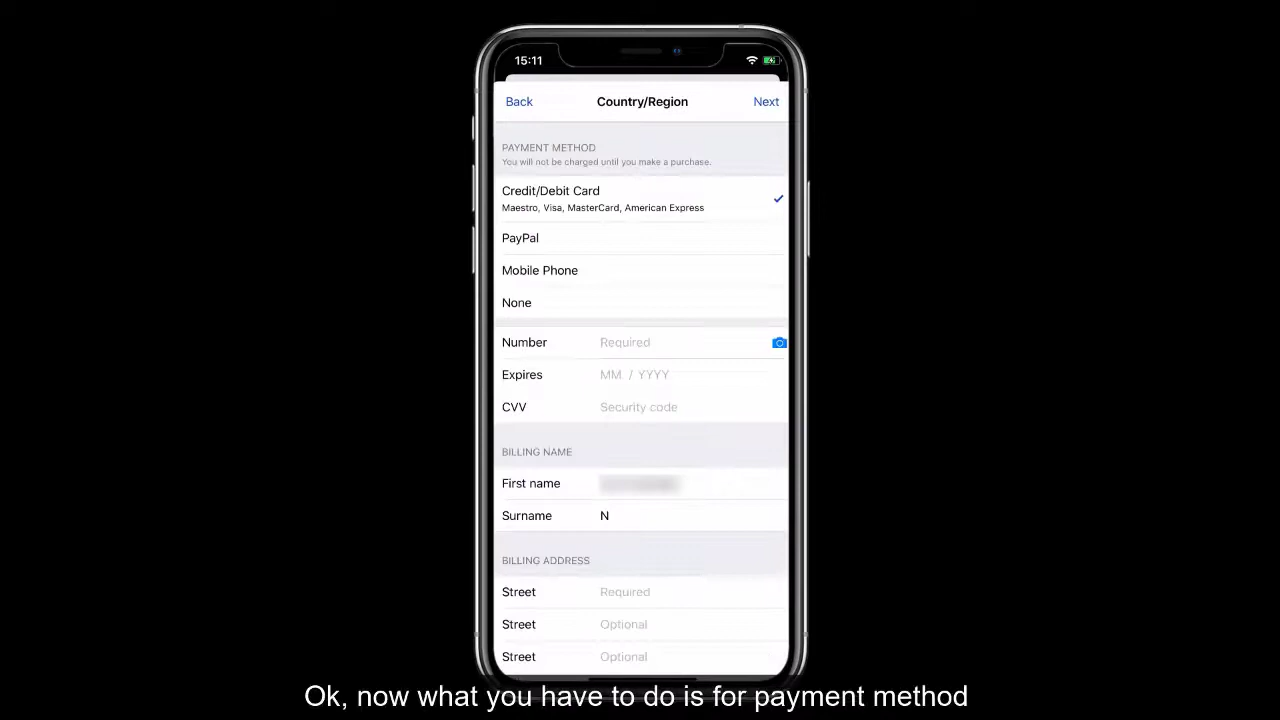 15:11
Back Country/Region Next
PAYMENT METHOD
You will not be charged until you make a purchase.
Credit/Debit Card
Maestro, Visa, MasterCard, American Express
PayPal
Mobile Phone
None
Number Required
Expires MM / YYYY
CVV Security code
BILLING NAME
First name
Surname N
BILLING ADDRESS
Street Required
Street Optional
Street Optional
Ok, now what you have to do is for payment method